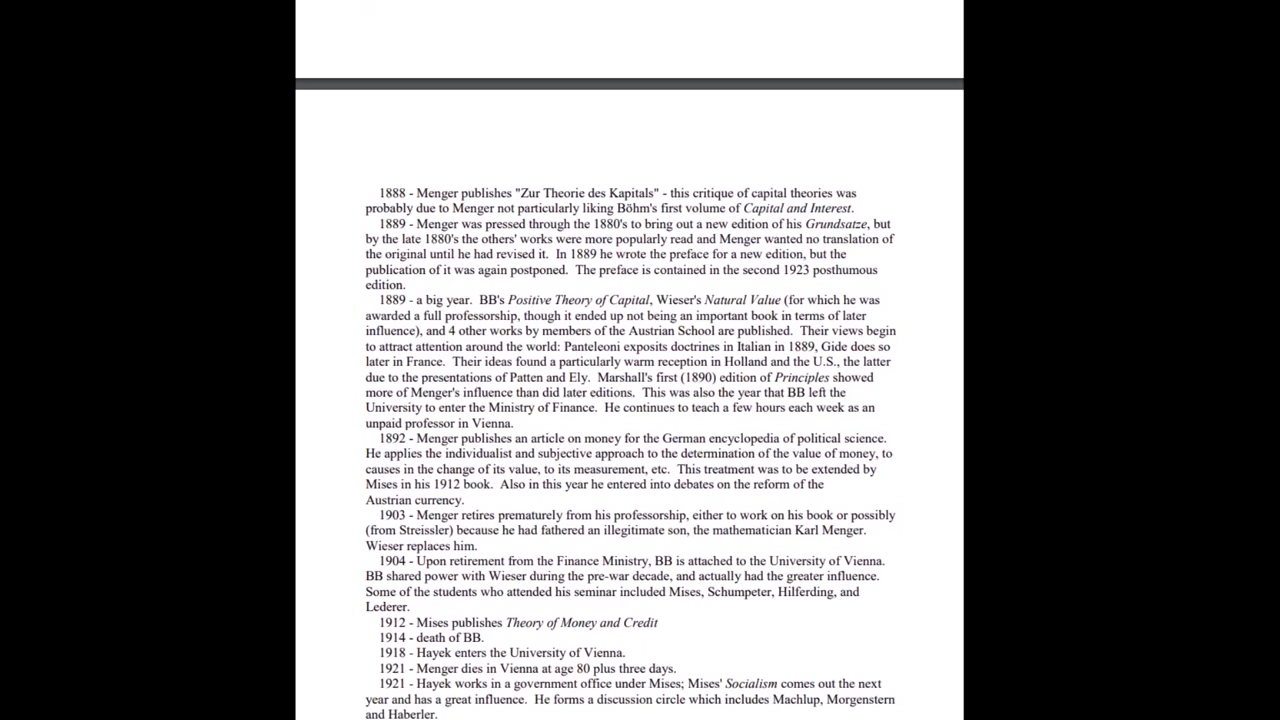 1888 - Menger publishes "Zur Theorie des Kapitals" - this critique of capital theories was
probably due to Menger not particularly liking Böhm's first volume of Capital and Interest.
1889 - Menger was pressed through the 1880's to bring out a new edition of his Grundsatze, but
by the late 1880's the others' works were more popularly read and Menger wanted no translation of
the original until he had revised it.  In 1889 he wrote the preface for a new edition, but the
publication of it was again postponed.  The preface is contained in the second 1923 posthumous
edition.
1889 - a big year.  BB's Positive Theory of Capital, Wieser's Natural Value (for which he was
awarded a full professorship, though it ended up not being an important book in terms of later
influence), and 4 other works by members of the Austrian School are published.  Their views begin
to attract attention around the world: Panteleoni exposits doctrines in Italian in 1889, Gide does so
later in France.  Their ideas found a particularly warm reception in Holland and the U.S., the latter
due to the presentations of Patten and Ely.  Marshall's first (1890) edition of Principles showed
more of Menger's influence than did later editions.  This was also the year that BB left the
University to enter the Ministry of Finance.  He continues to teach a few hours each week as an
unpaid professor in Vienna.
1892 - Menger publishes an article on money for the German encyclopedia of political science.
He applies the individualist and subjective approach to the determination of the value of money, to
causes in the change of its value, to its measurement, etc.  This treatment was to be extended by
Mises in his 1912 book.  Also in this year he entered into debates on the reform of the
Austrian currency.
1903 - Menger retires prematurely from his professorship, either to work on his book or possibly
(from Streissler) because he had fathered an illegitimate son, the mathematician Karl Menger.
Wieser replaces him.
1904 - Upon retirement from the Finance Ministry, BB is attached to the University of Vienna.
BB shared power with Wieser during the pre-war decade, and actually had the greater influence.
Some of the students who attended his seminar included Mises, Schumpeter, Hilferding, and
Lederer.
1912 - Mises publishes Theory of Money and Credit
1914 - death of BB.
1918 - Hayek enters the University of Vienna.
1921 - Menger dies in Vienna at age 80 plus three days.
1921 - Hayek works in a government office under Mises; Mises' Socialism comes out the next
year and has a great influence.  He forms a discussion circle which includes Machlup, Morgenstern
and Haberler.